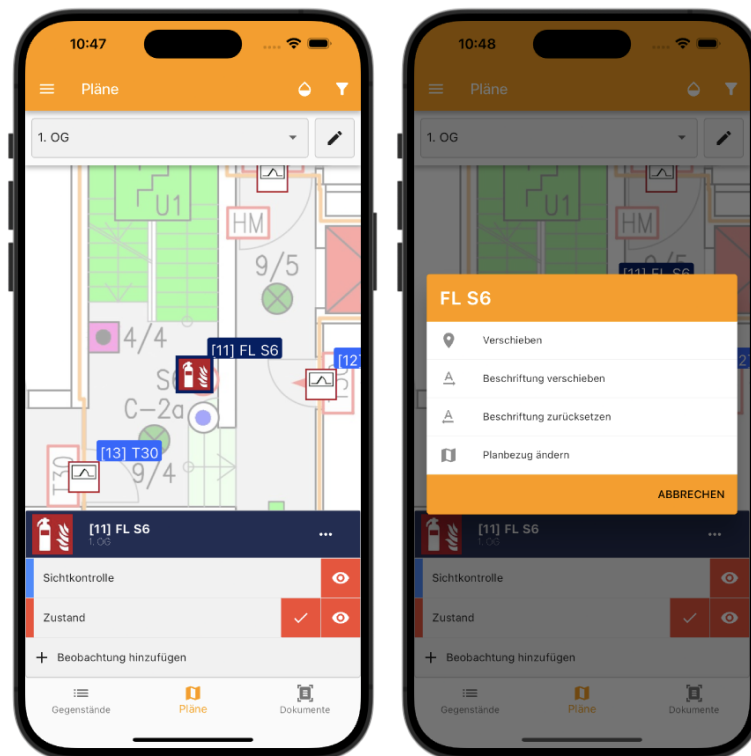 10:47
Pläne
1. OG
U1
HM
9/5
4/4
[11] FL S6
[12]
C-2a
[13] T30
T30
9/4
[11] FL S6
1. OG
Sichtkontrolle
Zustand
Beobachtung hinzufügen
Gegenstände
Pläne
Dokumente
10:48
Pläne
1. OG
U1
HM
[11] FL S6
FL S6
Verschieben
Beschriftung verschieben
Beschriftung zurücksetzen
Planbezug ändern
ABBRECHEN
[11] FL S6
1. OG
Sichtkontrolle
Zustand
Beobachtung hinzufügen
Gegenstände
Pläne
Dokumente